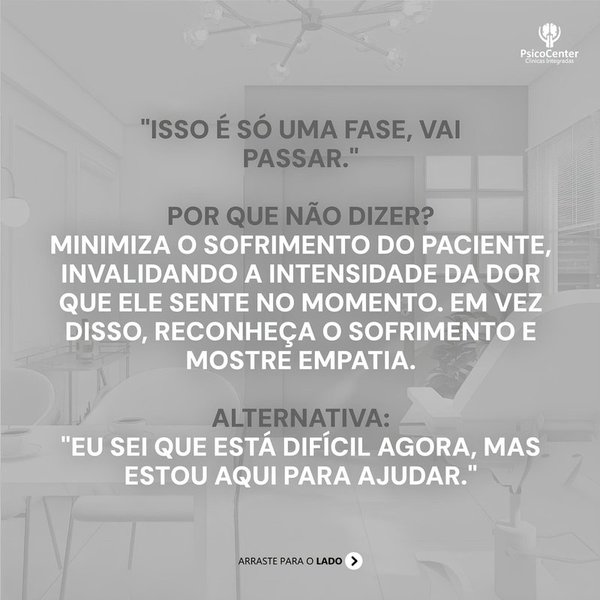 PsicoCenter
Clínicas Integradas
"ISSO É SÓ UMA FASE, VAI
PASSAR."
POR QUE NÃO DIZER?
MINIMIZA O SOFRIMENTO DO PACIENTE,
INVALIDANDO A INTENSIDADE DA DOR
QUE ELE SENTE NO MOMENTO. EM VEZ
DISSO, RECONHEÇA O SOFRIMENTO E
MOSTRE EMPATIA.
ALTERNATIVA:
"EU SEI QUE ESTÁ DIFÍCIL AGORA, MAS
ESTOU AQUI PARA AJUDAR."
ARRASTE PARA O LADO